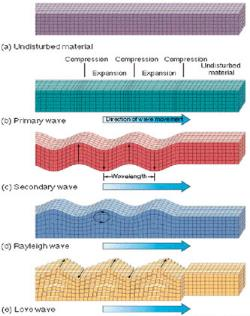 (a) Undisturbed material
Compression Compression Undisturbed
Expansion Expansion material
(b) Primary wave
Direction of wave movement
Wavelength
(c) Secondary wave
(d) Rayleigh wave
(e) Love wave